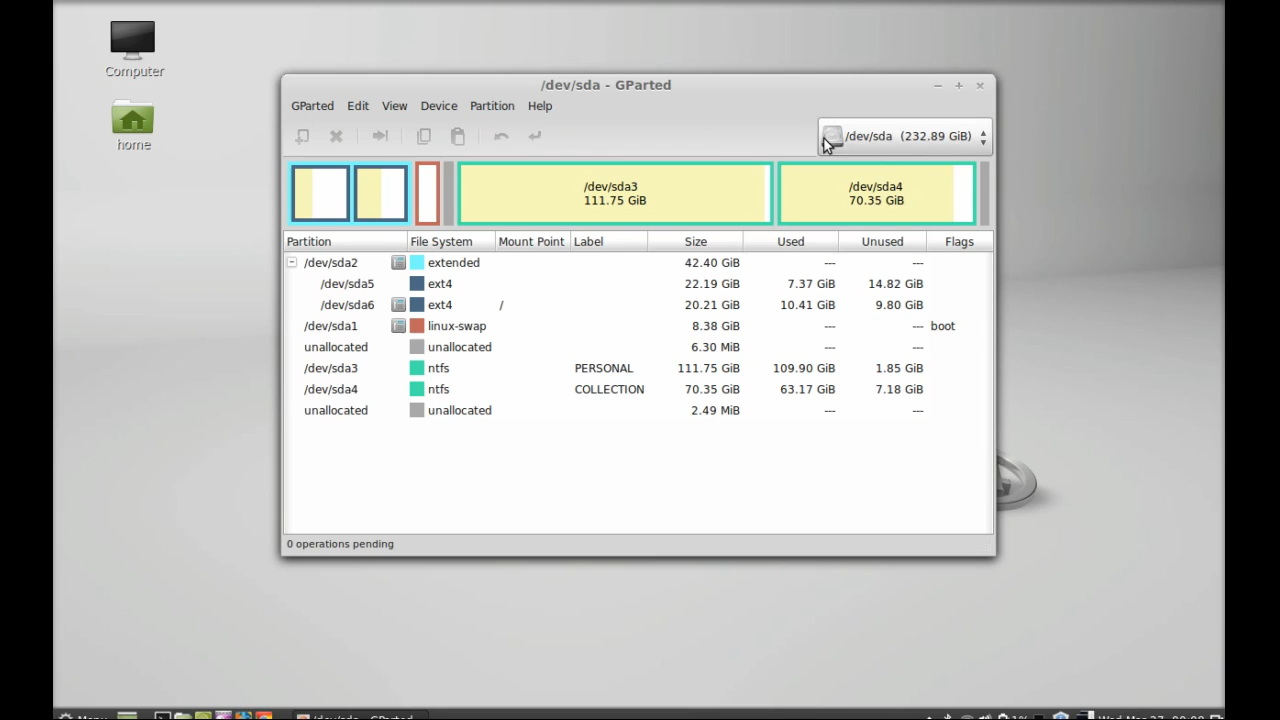 Computer
home
/dev/sda - GParted
GParted Edit View Device Partition Help
/dev/sda (232.89 GiB)
/dev/sda3
111.75 GiB
/dev/sda4
70.35 GiB
Partition File System Mount Point Label Size Used Unused Flags
/dev/sda2 extended 42.40 GiB --- ---
/dev/sda5 ext4 22.19 GiB 7.37 GiB 14.82 GiB
/dev/sda6 ext4 / 20.21 GiB 10.41 GiB 9.80 GiB
/dev/sda1 linux-swap 8.38 GiB --- --- boot
unallocated unallocated 6.30 MiB --- ---
/dev/sda3 ntfs PERSONAL 111.75 GiB 109.90 GiB 1.85 GiB
/dev/sda4 ntfs COLLECTION 70.35 GiB 63.17 GiB 7.18 GiB
unallocated unallocated 2.49 MiB --- ---
0 operations pending
Menu /dev/sda - GParted